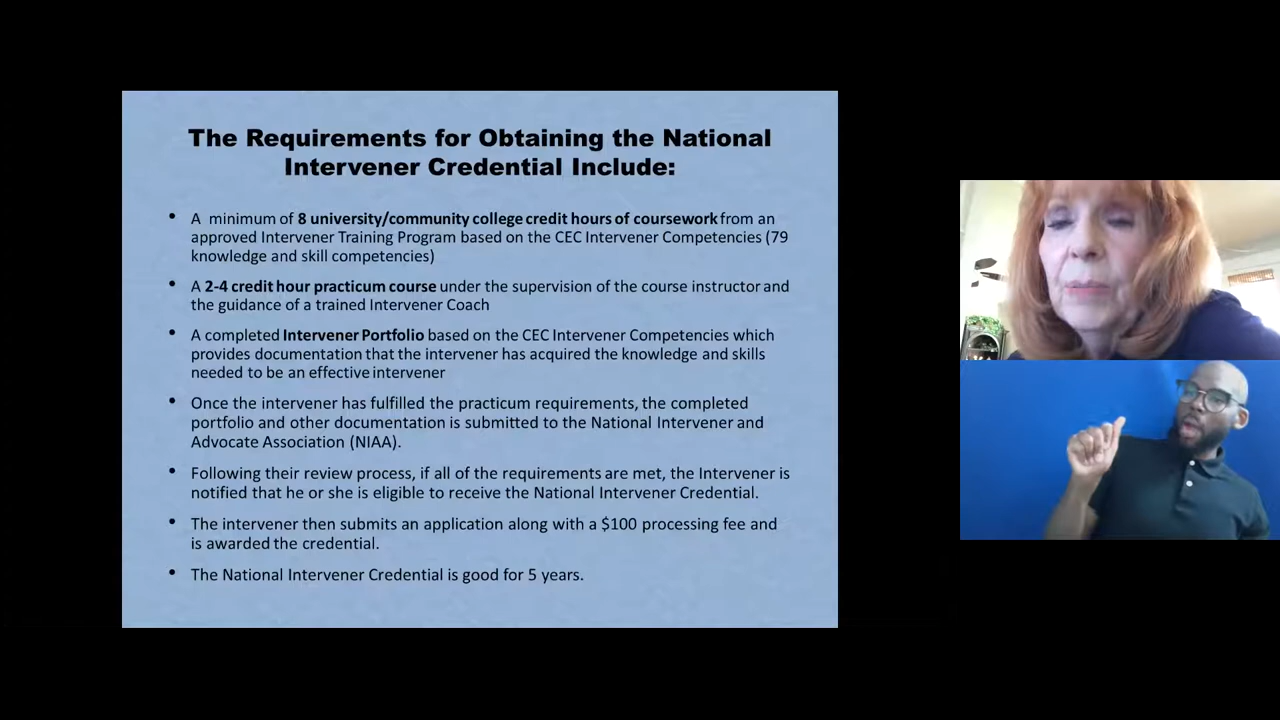 The Requirements for Obtaining the National
Intervener Credential Include:
• A minimum of 8 university/community college credit hours of coursework from an
approved Intervener Training Program based on the CEC Intervener Competencies (79
knowledge and skill competencies)
• A 2-4 credit hour practicum course under the supervision of the course instructor and
the guidance of a trained Intervener Coach
• A completed Intervener Portfolio based on the CEC Intervener Competencies which
provides documentation that the intervener has acquired the knowledge and skills
needed to be an effective intervener
• Once the intervener has fulfilled the practicum requirements, the completed
portfolio and other documentation is submitted to the National Intervener and
Advocate Association (NIAA).
• Following their review process, if all of the requirements are met, the Intervener is
notified that he or she is eligible to receive the National Intervener Credential.
• The intervener then submits an application along with a $100 processing fee and
is awarded the credential.
• The National Intervener Credential is good for 5 years.